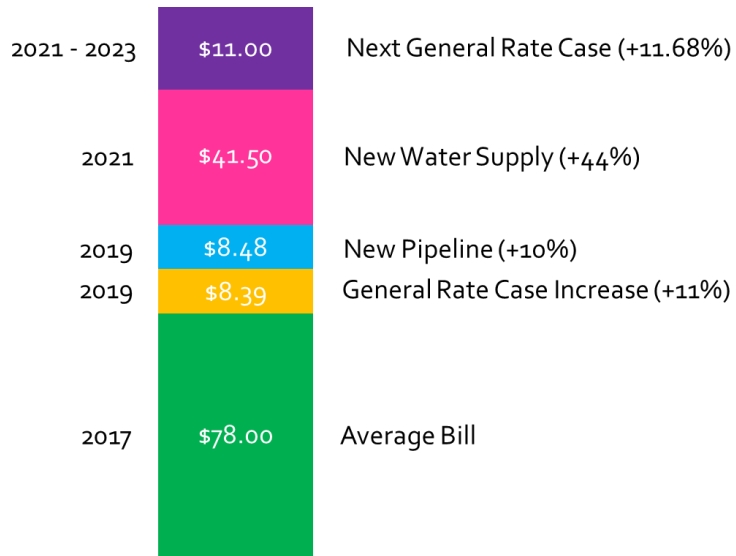 2021 - 2023 $11.00 Next General Rate Case (+11.68%)
2021 $41.50 New Water Supply (+44%)
2019 $8.48 New Pipeline (+10%)
2019 $8.39 General Rate Case Increase (+11%)
2017 $78.00 Average Bill